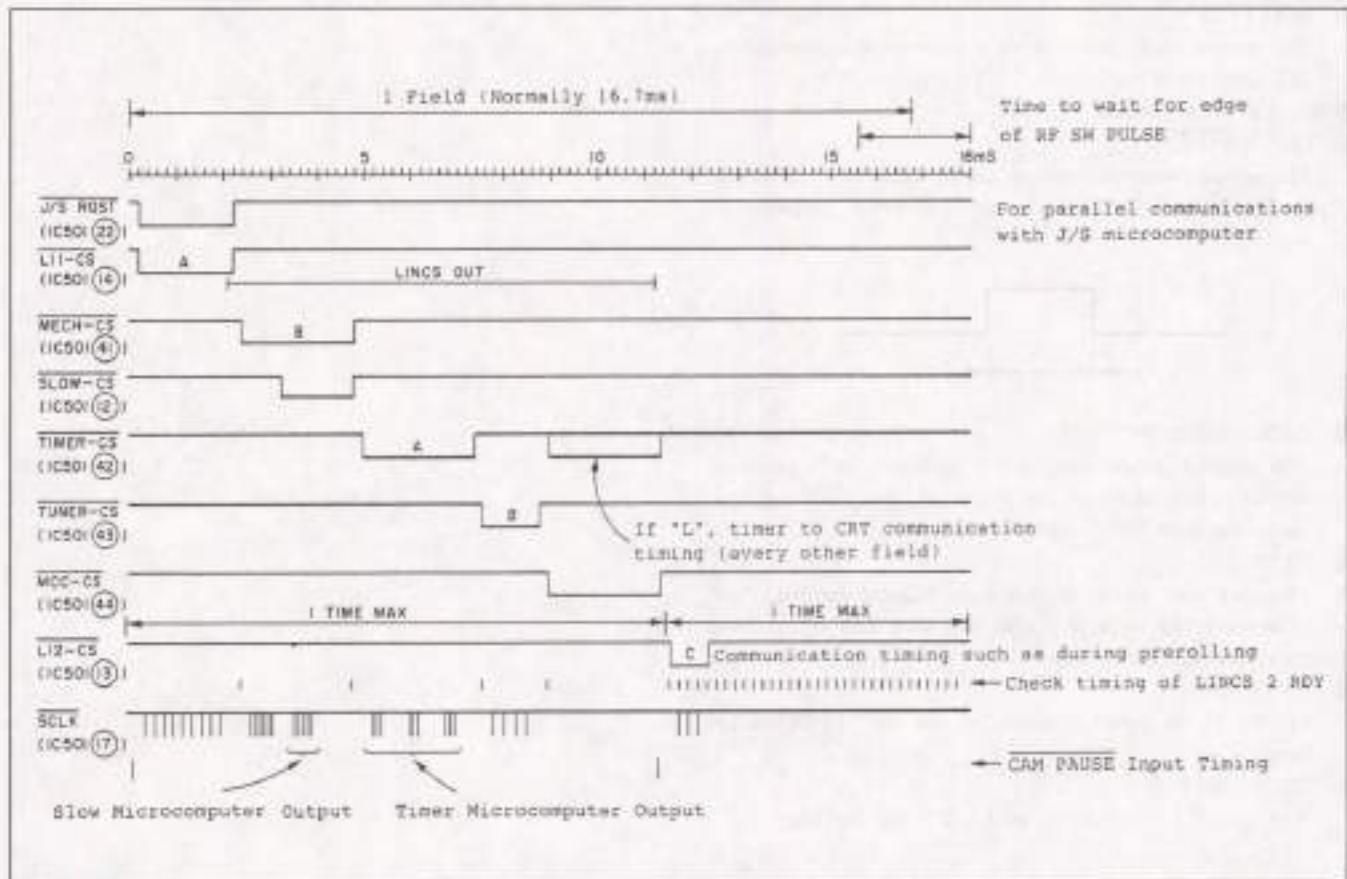 1 Field (Normally 16.7ms)
Time to wait for edge
of RF SW PULSE
0 5 10 15 18mS
J/S RQST
(IC501 22)
For parallel communications
with J/S microcomputer
LI1-CS
(IC501 14)
A
LINCS OUT
MECH-CS
(IC501 41)
B
SLOW-CS
(IC501 12)
TIMER-CS
(IC501 42)
A
TUNER-CS
(IC501 43)
B
If "L", timer to CRT communication
timing (every other field)
MCC-CS
(IC501 44)
1 TIME MAX 1 TIME MAX
LI2-CS
(IC501 13)
C Communication timing such as during prerolling
Check timing of LINCS 2 RDY
SCLK
(IC501 17)
CAM PAUSE Input Timing
Slow Microcomputer Output Timer Microcomputer Output